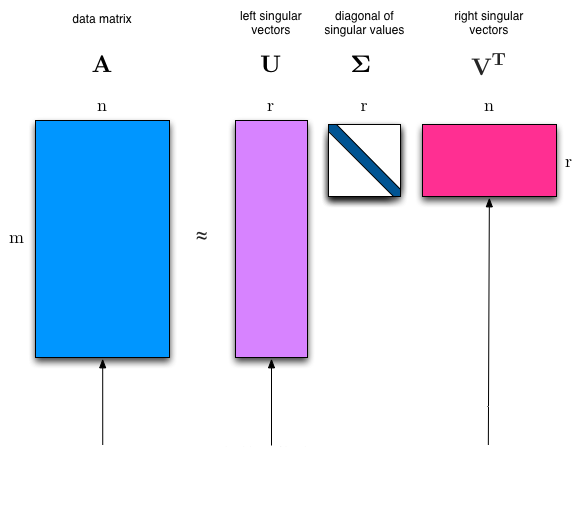 data matrix
left singular
vectors
diagonal of
singular values
right singular
vectors
A
U
Σ
V^T
n
r
r
n
r
m
≈